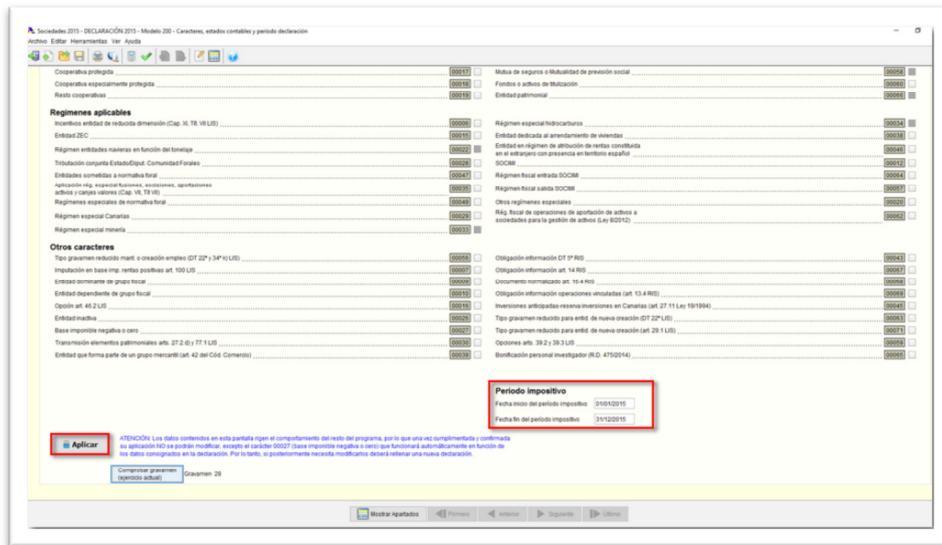 Sociedades 2015 - DECLARACIÓN 2015 - Modelo 200 - Caracteres, estados contables y periodo declaración
Archivo Editar Herramientas Ver Ayuda
Cooperativa protegida 00017
Mutua de seguros o Mutualidad de previsión social 00058
Cooperativa especialmente protegida 00018
Fondos o activos de titulización 00060
Resto cooperativas 00019
Entidad patrimonial
Regímenes aplicables
Incentivos entidad de reducida dimensión (Cap. XI, Tít. VII LIS) 00006
Régimen especial hidrocarburos 00034
Entidad ZEC 00015
Entidad dedicada al arrendamiento de viviendas 00038
Régimen entidades navieras en función del tonelaje 00022
Entidad en régimen de atribución de rentas constituida
en el extranjero con presencia en territorio español 00046
Tributación conjunta Estado/Diput. Comunidad Forales 00028
SOCIMI 00012
Entidades sometidas a normativa foral 00047
Régimen fiscal entrada SOCIMI 00064
Aplicación rég. especial fusiones, escisiones, aportaciones
activos y canjes valores (Cap. VII, Tít VII) 00035
Régimen fiscal salida SOCIMI 00057
Regímenes especiales de normativa foral 00049
Otros regímenes especiales 00020
Régimen especial Canarias 00029
Rég. fiscal de operaciones de aportación de activos a
sociedades para la gestión de activos (Ley 8/2012) 00062
Régimen especial minería 00033
Otros caracteres
Tipo gravamen reducido mant. o creación empleo (DT 22ª y 34ª h) LIS)
Obligación información DT 5ª RIS 00043
Imputación en base imp. rentas positivas art. 100 LIS 00007
Obligación información art. 14 RIS 00067
Entidad dominante de grupo fiscal 00009
Documento normalizado art. 16.4 RIS
Entidad dependiente de grupo fiscal 00010
Obligación información operaciones vinculadas (art. 13.4 RIS) 00069
Opción art. 46.2 LIS 00016
Inversiones anticipadas-reserva inversiones en Canarias (art. 27.11 Ley 19/1994) 00045
Entidad inactiva 00026
Tipo gravamen reducido para entid. de nueva creación (DT 22ª LIS) 00063
Base imponible negativa o cero 00027
Tipo gravamen reducido para entid. de nueva creación (art. 29.1 LIS) 00071
Transmisión elementos patrimoniales arts. 27.2 d) y 77.1 LIS 00030
Opciones arts. 39.2 y 39.3 LIS 00059
Entidad que forma parte de un grupo mercantil (art. 42 del Cód. Comercio) 00039
Bonificación personal investigador (R.D. 475/2014) 00065
Período impositivo
Fecha inicio del período impositivo 01/01/2015
Fecha fin del período impositivo 31/12/2015
Aplicar
ATENCIÓN: Los datos contenidos en esta pantalla rigen el comportamiento del resto del programa, por lo que una vez cumplimentada y confirmada
su aplicación NO se podrán modificar, excepto el carácter 00027 (base imponible negativa o cero) que funcionará automáticamente en función de
los datos consignados en la declaración. Por lo tanto, si posteriormente necesita modificarlos deberá rellenar una nueva declaración.
Comprobar gravamen
(ejercicio actual)
Gravamen 28
Mostrar Apartados Primero Anterior Siguiente Último